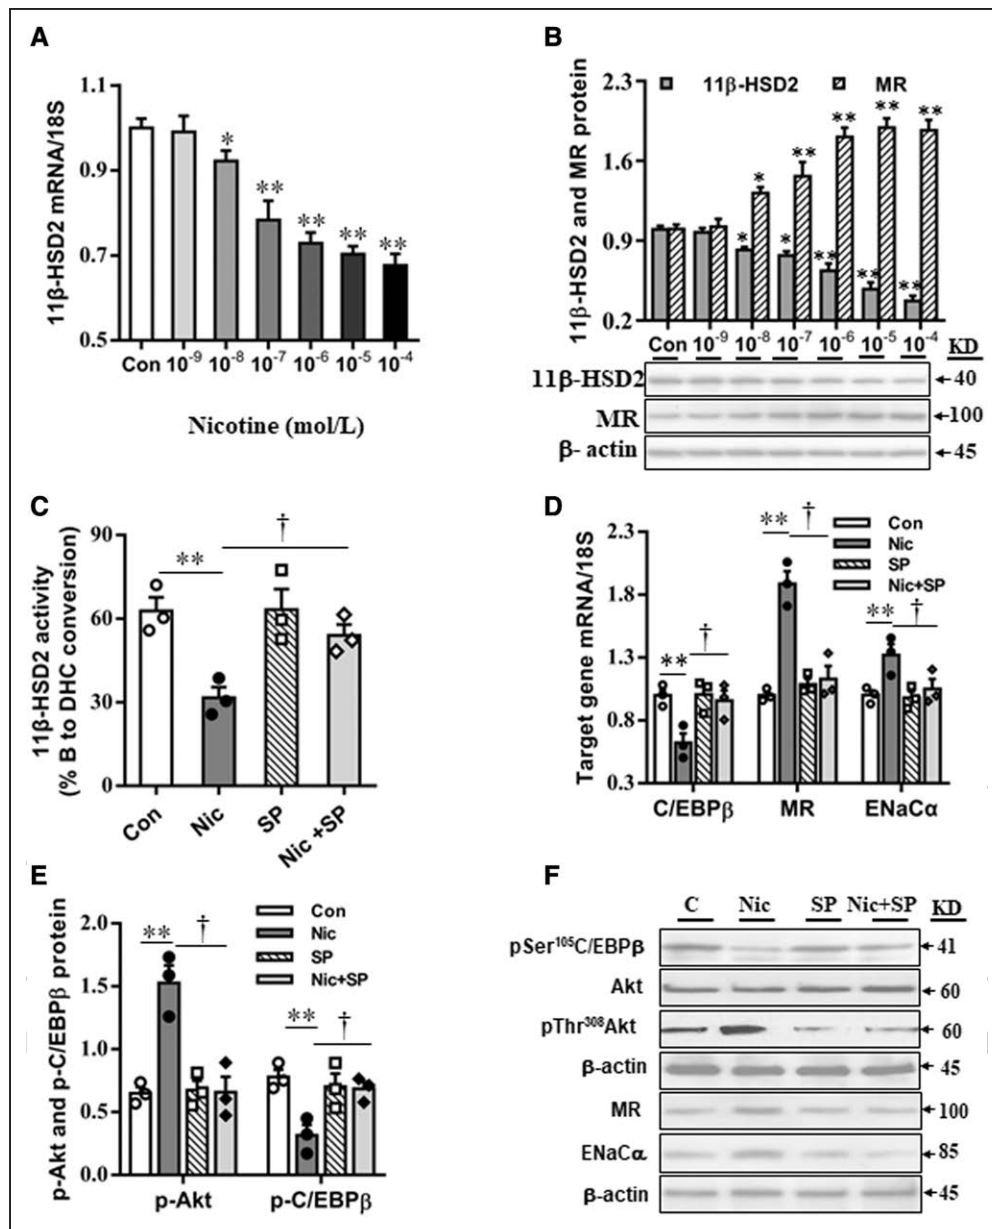 A
1.1
0.9
0.7
0.5
11β-HSD2 mRNA/18S
*
**
**
**
**
Con 10⁻⁹ 10⁻⁸ 10⁻⁷ 10⁻⁶ 10⁻⁵ 10⁻⁴
Nicotine (mol/L)
B
2.3
1.6
0.9
0.2
11β-HSD2 and MR protein
11β-HSD2 MR
* ** ** ** **
* * ** ** **
Con 10⁻⁹ 10⁻⁸ 10⁻⁷ 10⁻⁶ 10⁻⁵ 10⁻⁴ KD
11β-HSD2 40
MR 100
β- actin 45
C
90
60
30
0
11β-HSD2 activity
(% B to DHC conversion)
**
†
Con Nic SP Nic +SP
D
2.3
1.8
1.3
0.8
0.3
Target gene mRNA/18S
Con
Nic
SP
Nic+SP
** †
** †
** †
C/EBPβ MR ENaCα
E
2.0
1.5
1.0
0.5
0.0
p-Akt and p-C/EBPβ protein
Con
Nic
SP
Nic+SP
** †
** †
p-Akt p-C/EBPβ
F
C Nic SP Nic+SP KD
pSer¹⁰⁵C/EBPβ 41
Akt 60
pThr³⁰⁸Akt 60
β-actin 45
MR 100
ENaCα 85
β-actin 45